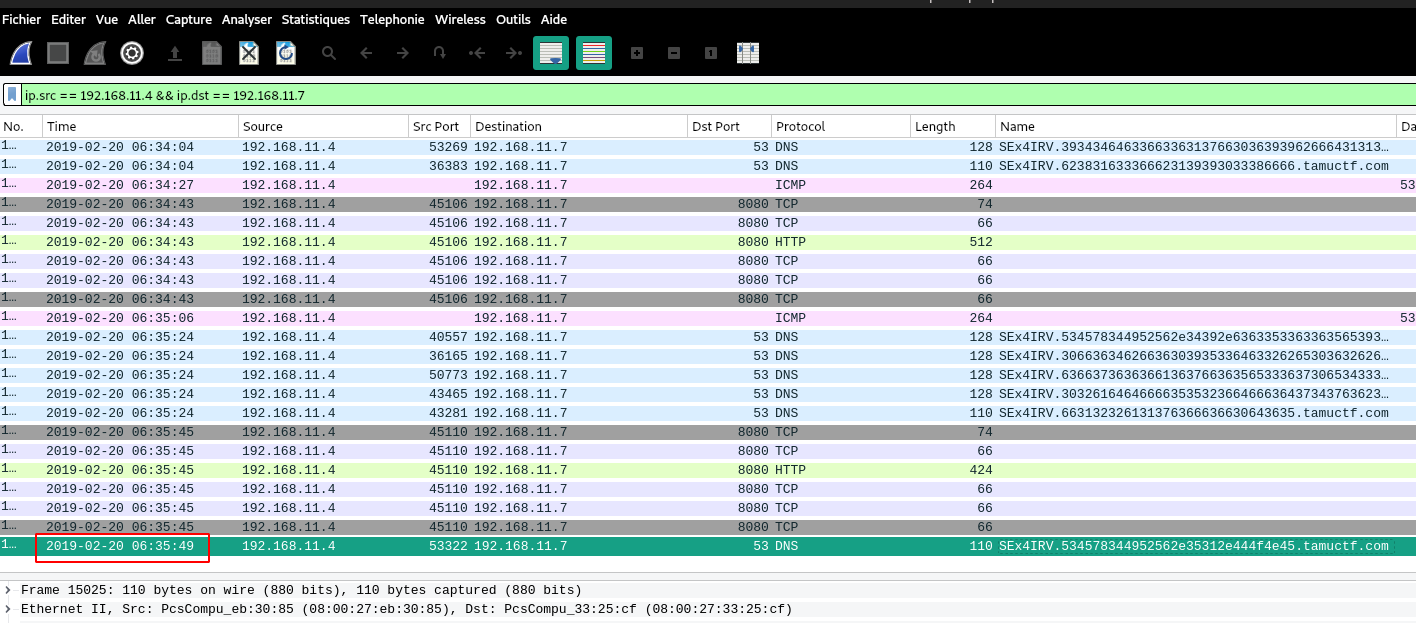 Fichier Editer Vue Aller Capture Analyser Statistiques Telephonie Wireless Outils Aide
ip.src == 192.168.11.4 && ip.dst == 192.168.11.7
No. Time Source Src Port Destination Dst Port Protocol Length Name Da
1… 2019-02-20 06:34:04 192.168.11.4 53269 192.168.11.7 53 DNS 128 SEx4IRV.39343464633663363137663036393962666431313…
1… 2019-02-20 06:34:04 192.168.11.4 36383 192.168.11.7 53 DNS 110 SEx4IRV.62383163336662313939303338 6666.tamuctf.com
1… 2019-02-20 06:34:27 192.168.11.4 192.168.11.7 ICMP 264 53
1… 2019-02-20 06:34:43 192.168.11.4 45106 192.168.11.7 8080 TCP 74
1… 2019-02-20 06:34:43 192.168.11.4 45106 192.168.11.7 8080 TCP 66
1… 2019-02-20 06:34:43 192.168.11.4 45106 192.168.11.7 8080 HTTP 512
1… 2019-02-20 06:34:43 192.168.11.4 45106 192.168.11.7 8080 TCP 66
1… 2019-02-20 06:34:43 192.168.11.4 45106 192.168.11.7 8080 TCP 66
1… 2019-02-20 06:34:43 192.168.11.4 45106 192.168.11.7 8080 TCP 66
1… 2019-02-20 06:35:06 192.168.11.4 192.168.11.7 ICMP 264 53
1… 2019-02-20 06:35:24 192.168.11.4 40557 192.168.11.7 53 DNS 128 SEx4IRV.534578344952562e34392e6363353363363565393…
1… 2019-02-20 06:35:24 192.168.11.4 36165 192.168.11.7 53 DNS 128 SEx4IRV.306636346266363039353364633262653036 32626…
1… 2019-02-20 06:35:24 192.168.11.4 50773 192.168.11.7 53 DNS 128 SEx4IRV.6366373636366136376636356533363730 6534333…
1… 2019-02-20 06:35:24 192.168.11.4 43465 192.168.11.7 53 DNS 128 SEx4IRV.303261646466663535323664666364373437 63623…
1… 2019-02-20 06:35:24 192.168.11.4 43281 192.168.11.7 53 DNS 110 SEx4IRV.66313232613137636663663064 3635.tamuctf.com
1… 2019-02-20 06:35:45 192.168.11.4 45110 192.168.11.7 8080 TCP 74
1… 2019-02-20 06:35:45 192.168.11.4 45110 192.168.11.7 8080 TCP 66
1… 2019-02-20 06:35:45 192.168.11.4 45110 192.168.11.7 8080 HTTP 424
1… 2019-02-20 06:35:45 192.168.11.4 45110 192.168.11.7 8080 TCP 66
1… 2019-02-20 06:35:45 192.168.11.4 45110 192.168.11.7 8080 TCP 66
1… 2019-02-20 06:35:45 192.168.11.4 45110 192.168.11.7 8080 TCP 66
1… 2019-02-20 06:35:49 192.168.11.4 53322 192.168.11.7 53 DNS 110 SEx4IRV.534578344952562e35312e444f4e45.tamuctf.com
Frame 15025: 110 bytes on wire (880 bits), 110 bytes captured (880 bits)
Ethernet II, Src: PcsCompu_eb:30:85 (08:00:27:eb:30:85), Dst: PcsCompu_33:25:cf (08:00:27:33:25:cf)